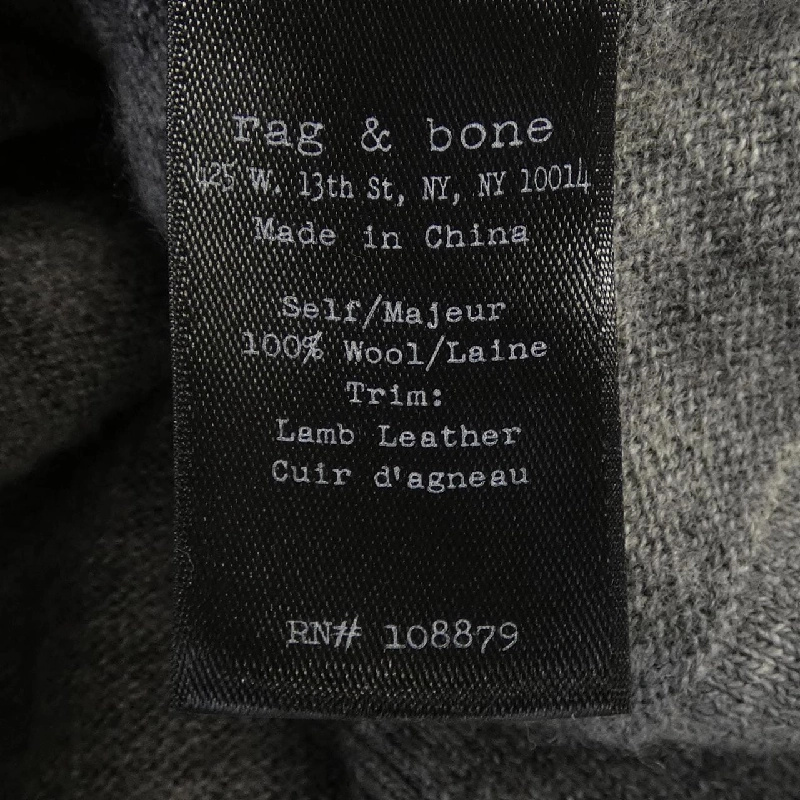 rag & bone
425 W. 13th St, NY, NY 10014
Made in China
Self/Majeur
100% Wool/Laine
Trim:
Lamb Leather
Cuir d'agneau
RN# 108879